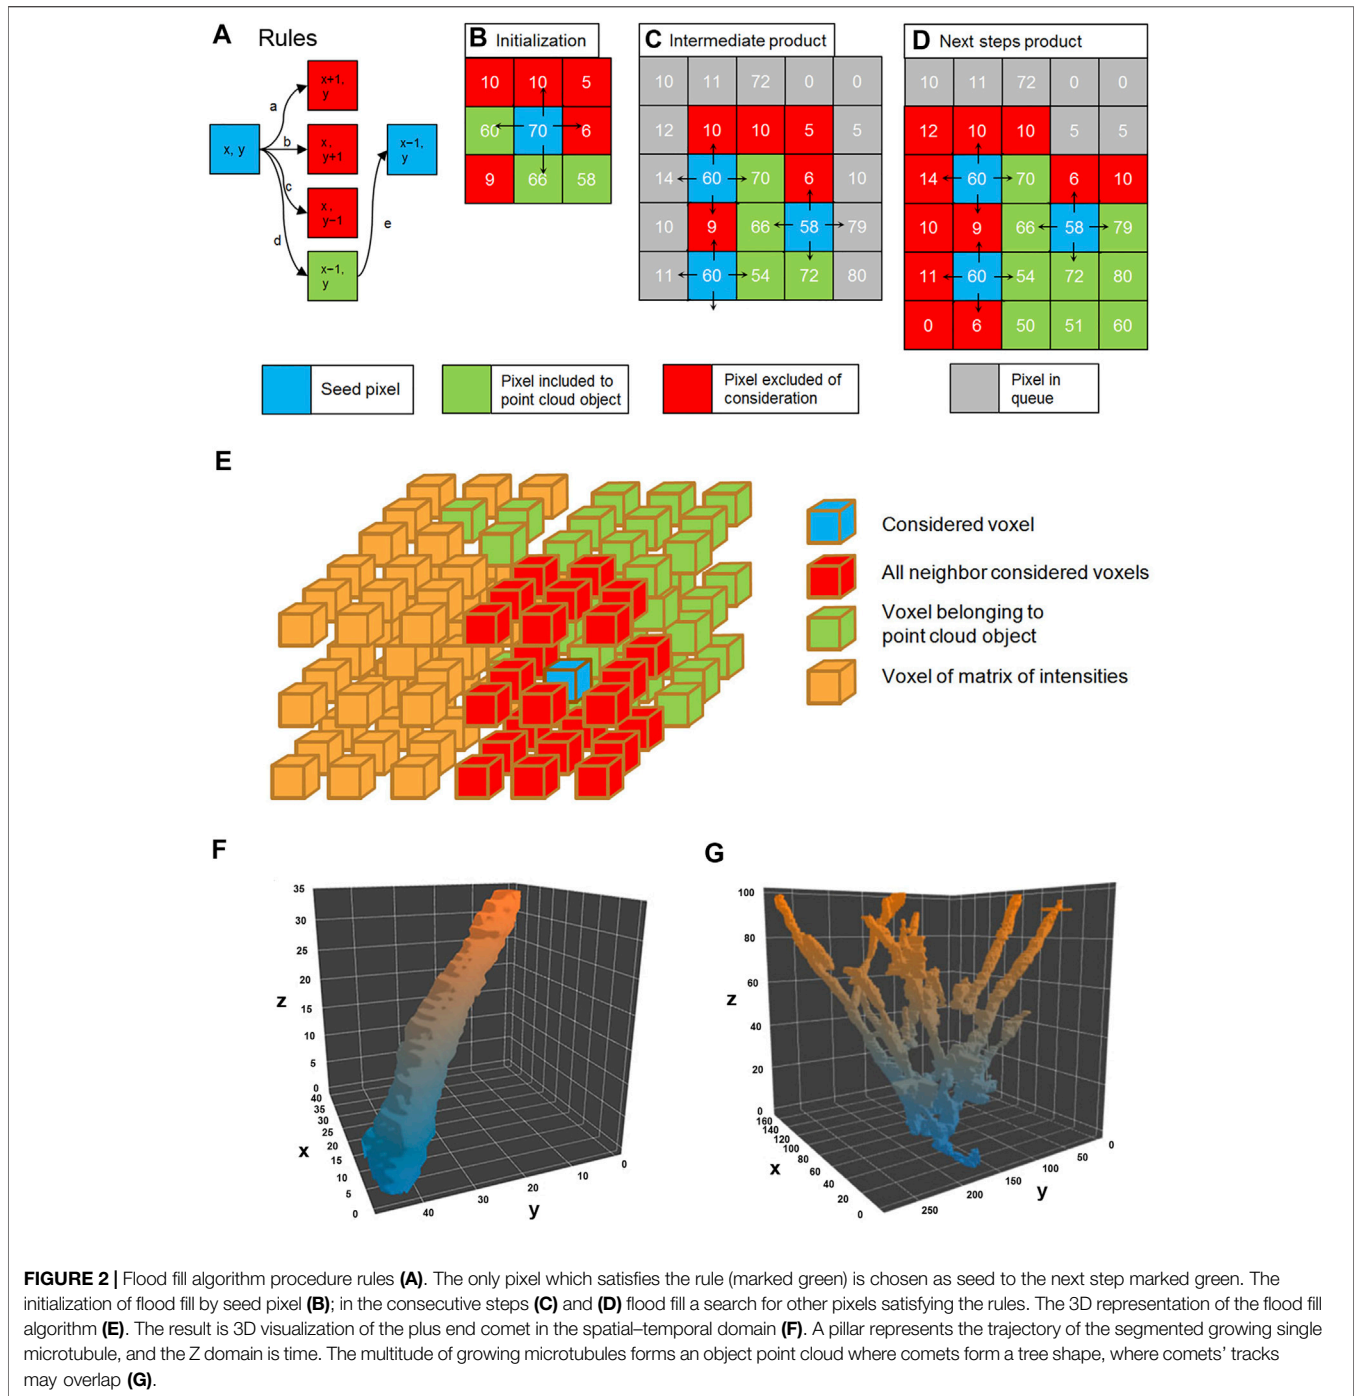 A Rules
x, y
x+1,
y
x,
y+1
x,
y−1
x−1,
y
x−1,
y
a
b
c
d
e
B Initialization
10 10 5
60 70 6
9 66 58
C Intermediate product
10 11 72 0 0
12 10 10 5 5
14 60 70 6 10
10 9 66 58 79
11 60 54 72 80
D Next steps product
10 11 72 0 0
12 10 10 5 5
14 60 70 6 10
10 9 66 58 79
11 60 54 72 80
0 6 50 51 60
Seed pixel
Pixel included to
point cloud object
Pixel excluded of
consideration
Pixel in
queue
E
Considered voxel
All neighbor considered voxels
Voxel belonging to
point cloud object
Voxel of matrix of intensities
F
35
30
25
20
15
10
5
0
z
40
35
30
25
20
15
10
5
0
x
40
30
20
10
0
y
G
100
80
60
40
20
0
z
160
140
120
100
80
60
40
20
0
x
250
200
150
100
50
0
y
FIGURE 2 | Flood fill algorithm procedure rules (A). The only pixel which satisfies the rule (marked green) is chosen as seed to the next step marked green. The
initialization of flood fill by seed pixel (B); in the consecutive steps (C) and (D) flood fill a search for other pixels satisfying the rules. The 3D representation of the flood fill
algorithm (E). The result is 3D visualization of the plus end comet in the spatial–temporal domain (F). A pillar represents the trajectory of the segmented growing single
microtubule, and the Z domain is time. The multitude of growing microtubules forms an object point cloud where comets form a tree shape, where comets' tracks
may overlap (G).